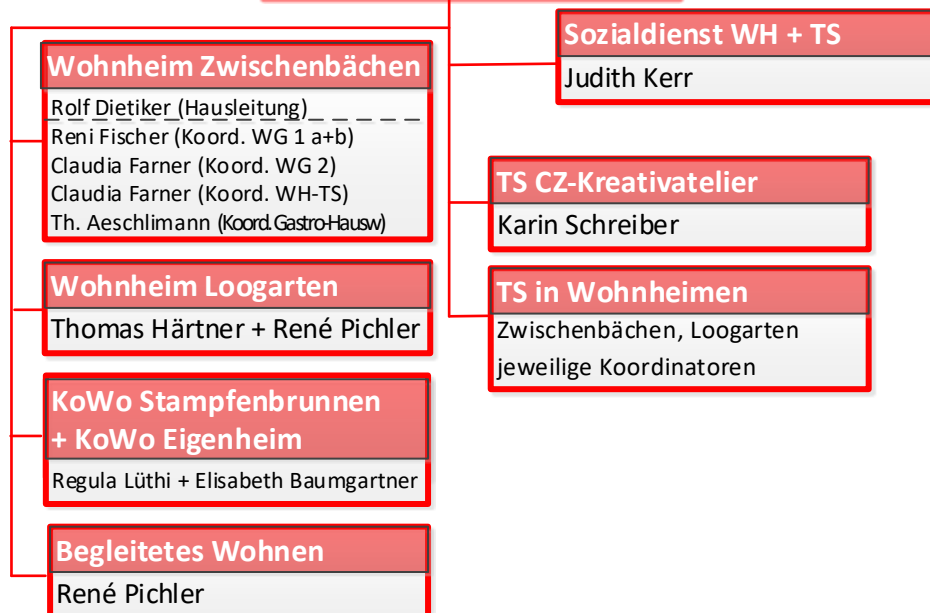 Wohnheim Zwischenbächen
Rolf Dietiker (Hausleitung)
Reni Fischer (Koord. WG 1 a+b)
Claudia Farner (Koord. WG 2)
Claudia Farner (Koord. WH-TS)
Th. Aeschlimann (Koord.Gastro-Hausw)
Wohnheim Loogarten
Thomas Härtner + René Pichler
KoWo Stampfenbrunnen
+ KoWo Eigenheim
Regula Lüthi + Elisabeth Baumgartner
Begleitetes Wohnen
René Pichler
Sozialdienst WH + TS
Judith Kerr
TS CZ-Kreativatelier
Karin Schreiber
TS in Wohnheimen
Zwischenbächen, Loogarten
jeweilige Koordinatoren